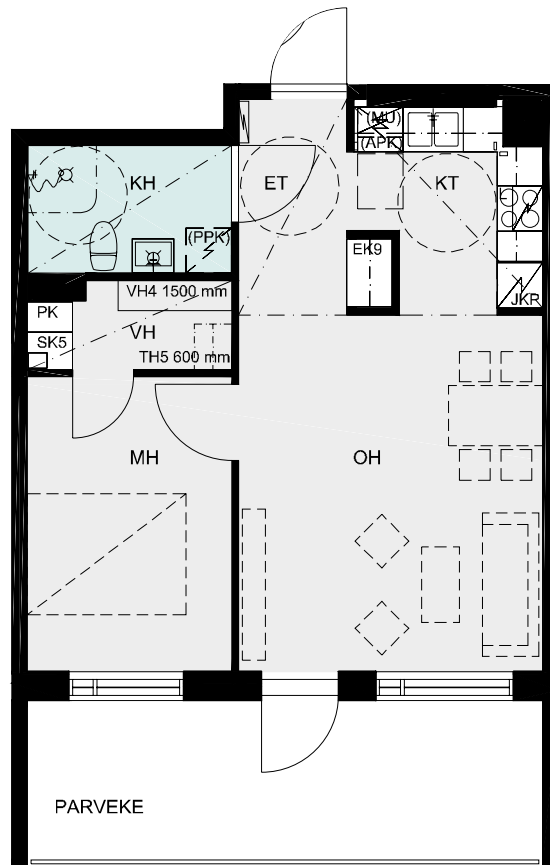 (MU)
(APK)
KH
ET
KT
(PPK)
EK9
VH4 1500 mm
JKR
PK
VH
SK5
TH5 600 mm
MH
OH
PARVEKE